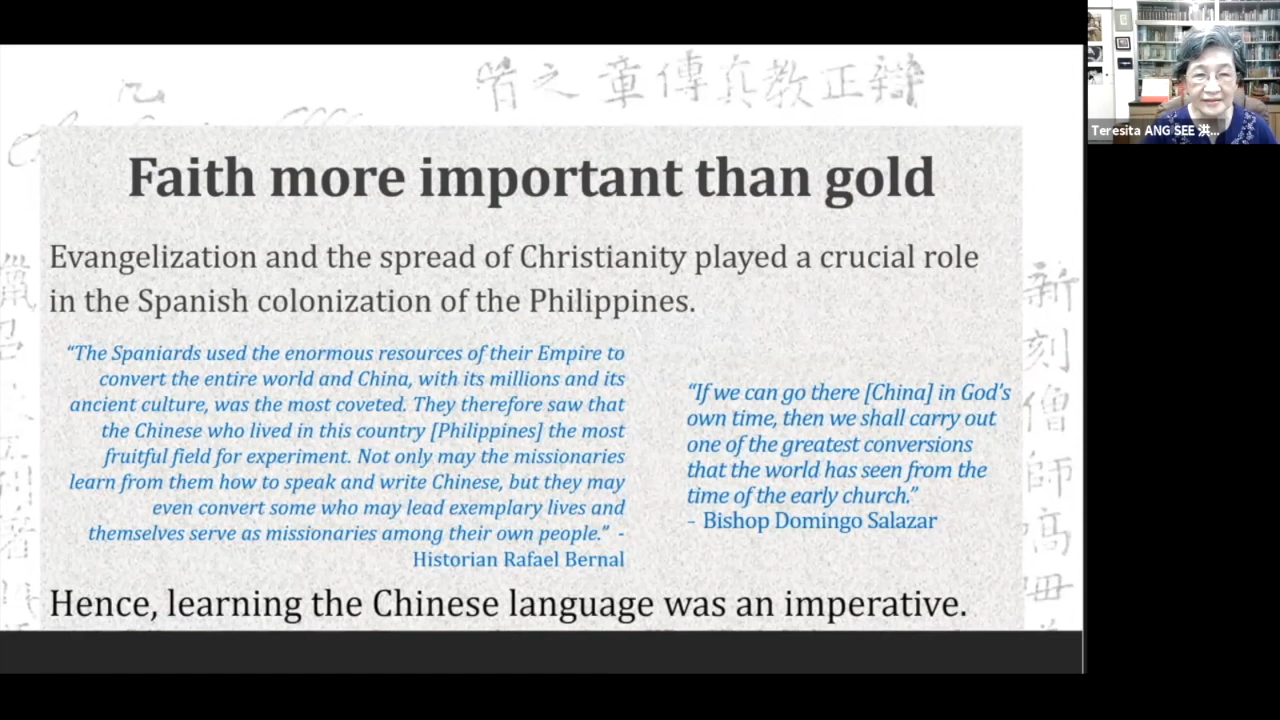 辯正教真傳章之
Faith more important than gold
Evangelization and the spread of Christianity played a crucial role
in the Spanish colonization of the Philippines.
“The Spaniards used the enormous resources of their Empire to
convert the entire world and China, with its millions and its
ancient culture, was the most coveted. They therefore saw that
the Chinese who lived in this country [Philippines] the most
fruitful field for experiment. Not only may the missionaries
learn from them how to speak and write Chinese, but they may
even convert some who may lead exemplary lives and
themselves serve as missionaries among their own people.” -
Historian Rafael Bernal
“If we can go there [China] in God’s
own time, then we shall carry out
one of the greatest conversions
that the world has seen from the
time of the early church.”
- Bishop Domingo Salazar
Hence, learning the Chinese language was an imperative.
新刻僧師高
Teresita ANG SEE 洪...